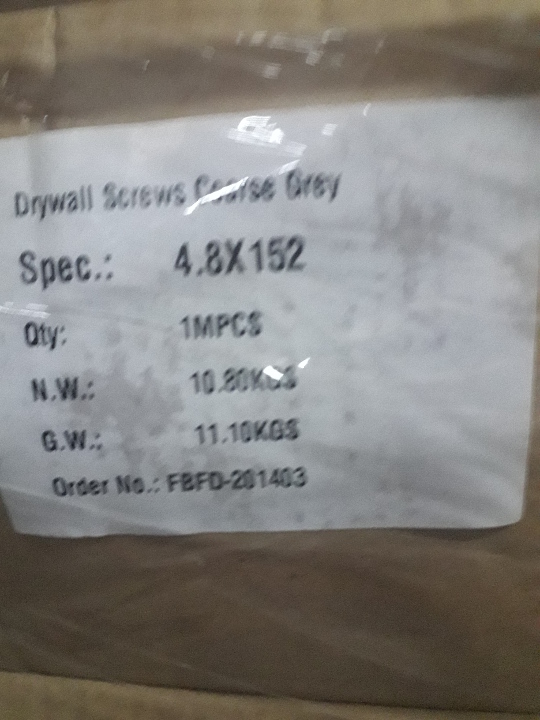 Drywall Screws Coarse Grey
Spec.: 4.8X152
Qty: 1MPCS
N.W.: 10.80KGS
G.W.: 11.10KGS
Order No.: FBFD-201403